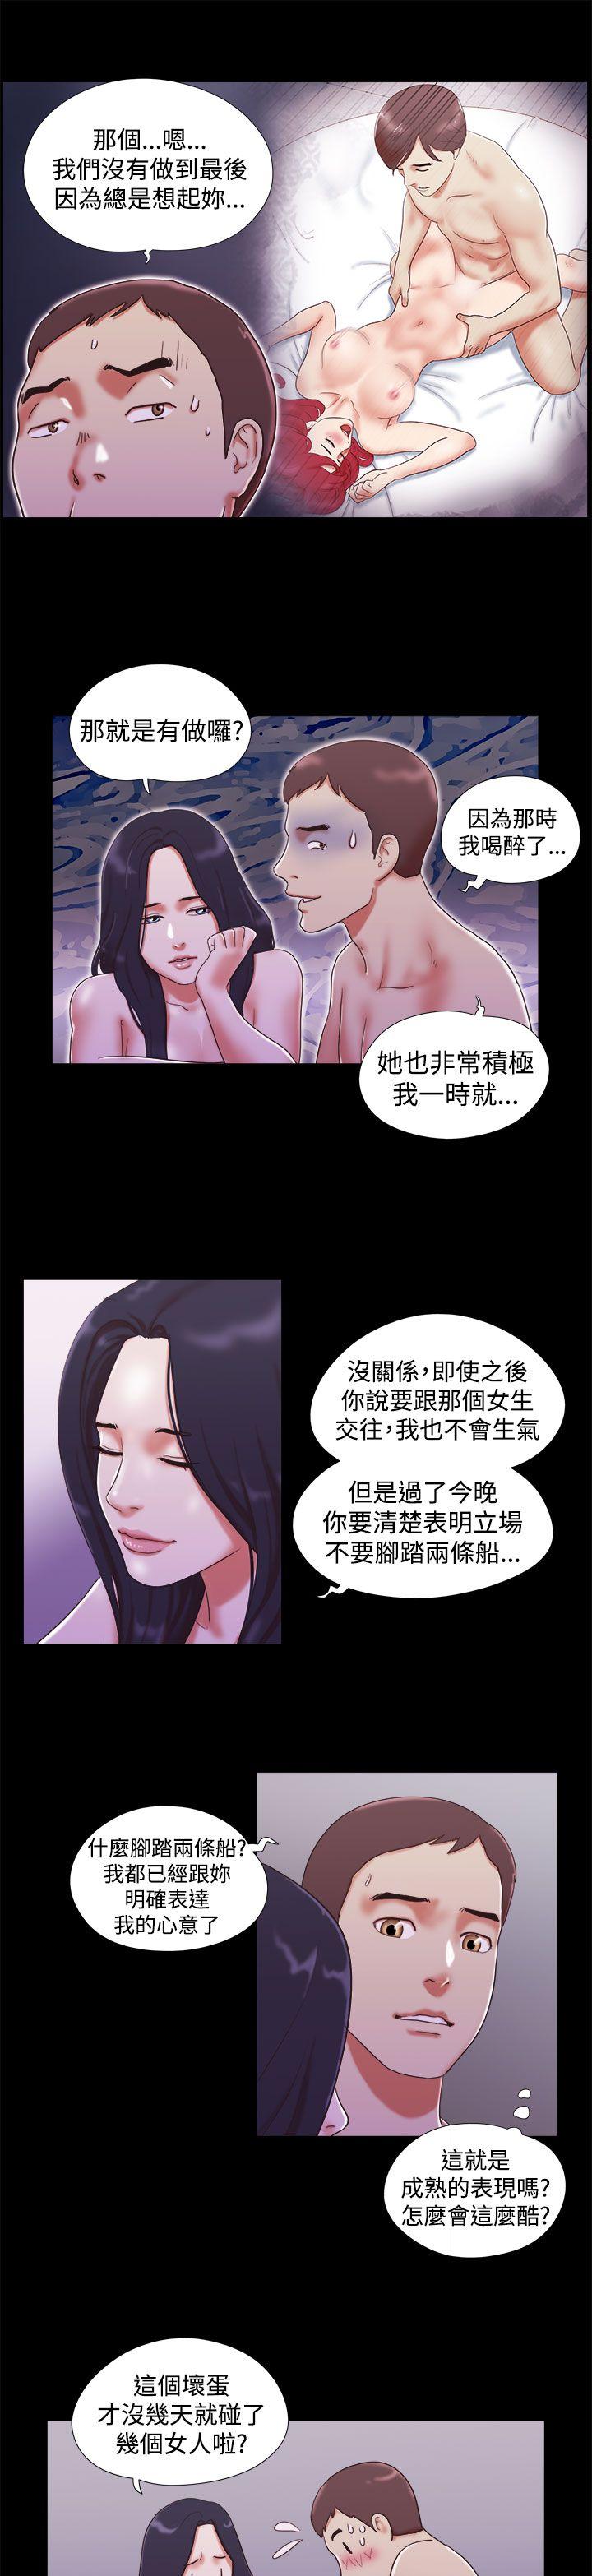 那個...嗯...
我們沒有做到最後
因為總是想起妳...
那就是有做囉?
因為那時
我喝醉了...
她也非常積極
我一時就...
沒關係,即使之後
你說要跟那個女生
交往,我也不會生氣
但是過了今晚
你要清楚表明立場
不要腳踏兩條船...
什麼腳踏兩條船?
我都已經跟妳
明確表達
我的心意了
這就是
成熟的表現嗎?
怎麼會這麼酷?
這個壞蛋
才沒幾天就碰了
幾個女人啦?